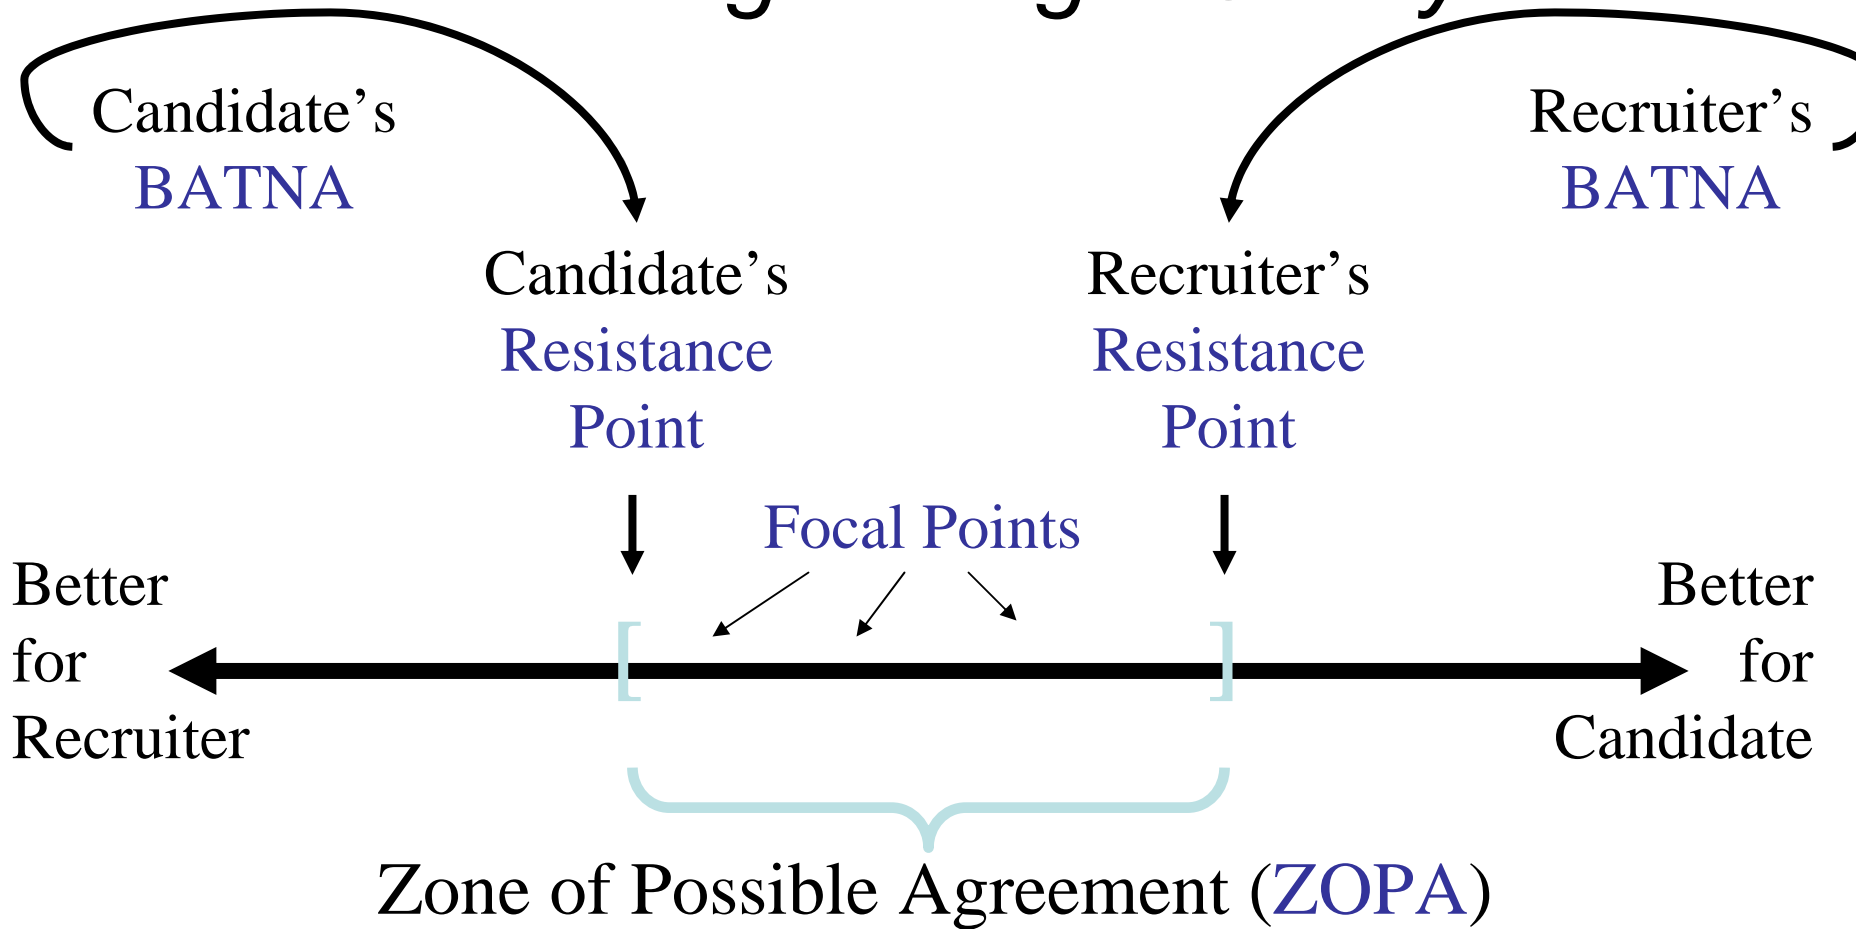 Candidate’s
BATNA
Recruiter’s
BATNA
Candidate’s
Resistance
Point
Recruiter’s
Resistance
Point
Focal Points
Better
for
Recruiter
Better
for
Candidate
Zone of Possible Agreement (ZOPA)